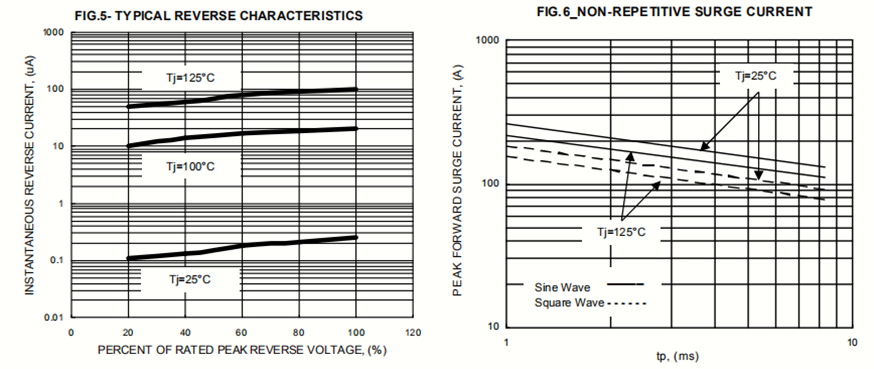 FIG.5- TYPICAL REVERSE CHARACTERISTICS
INSTANTANEOUS REVERSE CURRENT, (uA)
1000
100
10
1
0.1
0.01
Tj=125°C
Tj=100°C
Tj=25°C
0
20
40
60
80
100
120
PERCENT OF RATED PEAK REVERSE VOLTAGE, (%)
FIG.6_NON-REPETITIVE SURGE CURRENT
PEAK FORWARD SURGE CURRENT, (A)
1000
100
10
Tj=25°C
Tj=125°C
Sine Wave
Square Wave
1
10
tp, (ms)